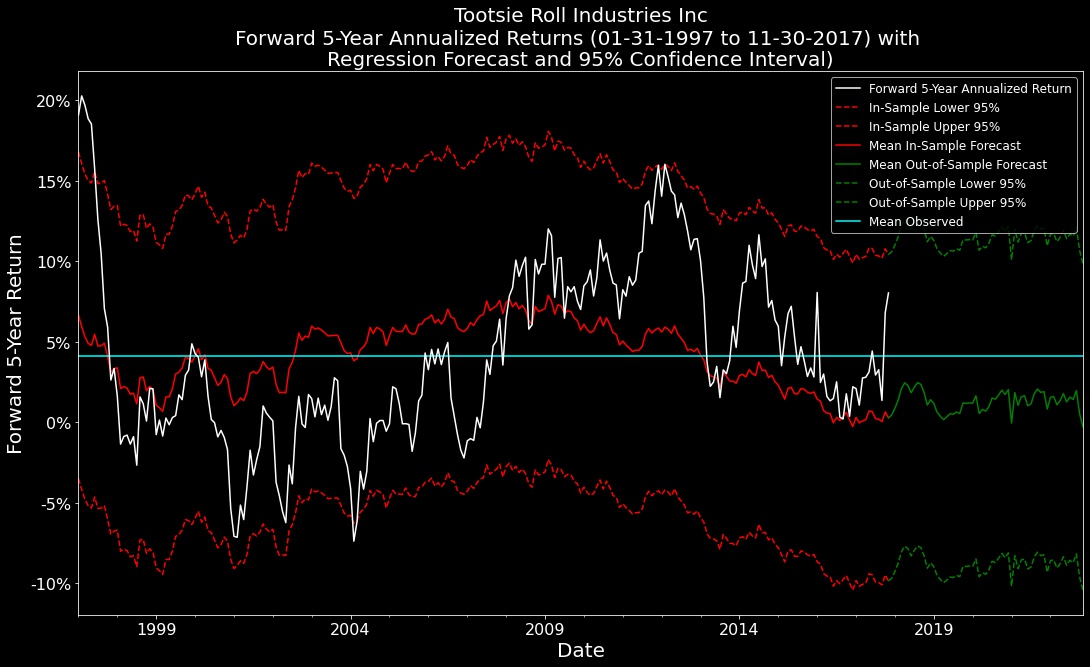 Tootsie Roll Industries Inc
Forward 5-Year Annualized Returns (01-31-1997 to 11-30-2017) with
Regression Forecast and 95% Confidence Interval)
Forward 5-Year Annualized Return
In-Sample Lower 95%
In-Sample Upper 95%
Mean In-Sample Forecast
Mean Out-of-Sample Forecast
Out-of-Sample Lower 95%
Out-of-Sample Upper 95%
Mean Observed
Forward 5-Year Return
20%
15%
10%
5%
0%
-5%
-10%
1999 2004 2009 2014 2019
Date